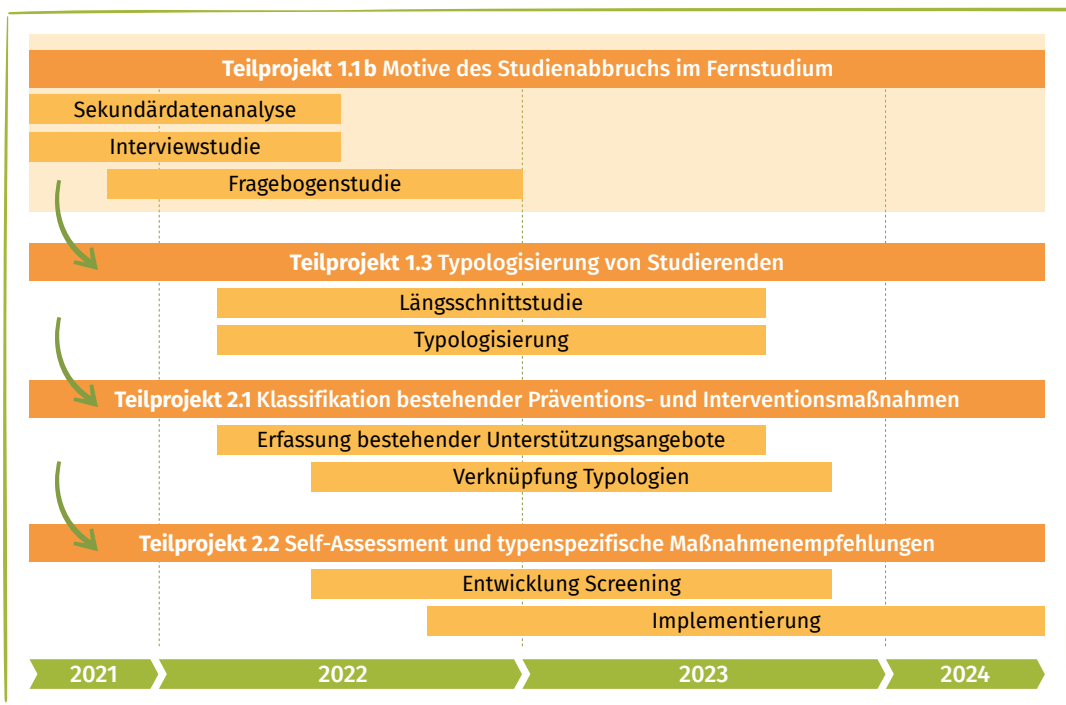 Teilprojekt 1.1b Motive des Studienabbruchs im Fernstudium
Sekundärdatenanalyse
Interviewstudie
Fragebogenstudie
Teilprojekt 1.3 Typologisierung von Studierenden
Längsschnittstudie
Typologisierung
Teilprojekt 2.1 Klassifikation bestehender Präventions- und Interventionsmaßnahmen
Erfassung bestehender Unterstützungsangebote
Verknüpfung Typologien
Teilprojekt 2.2 Self-Assessment und typenspezifische Maßnahmenempfehlungen
Entwicklung Screening
Implementierung
2021 2022 2023 2024